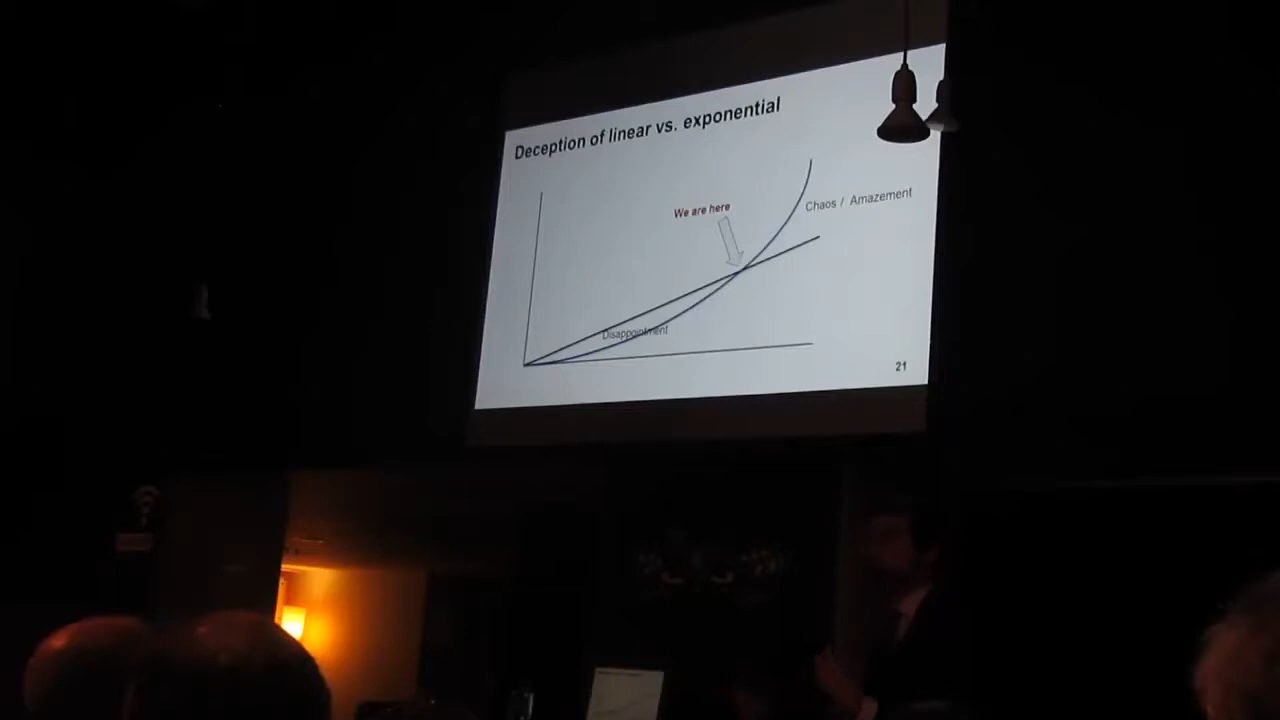 Deception of linear vs. exponential
We are here
Chaos / Amazement
Disappointment
21